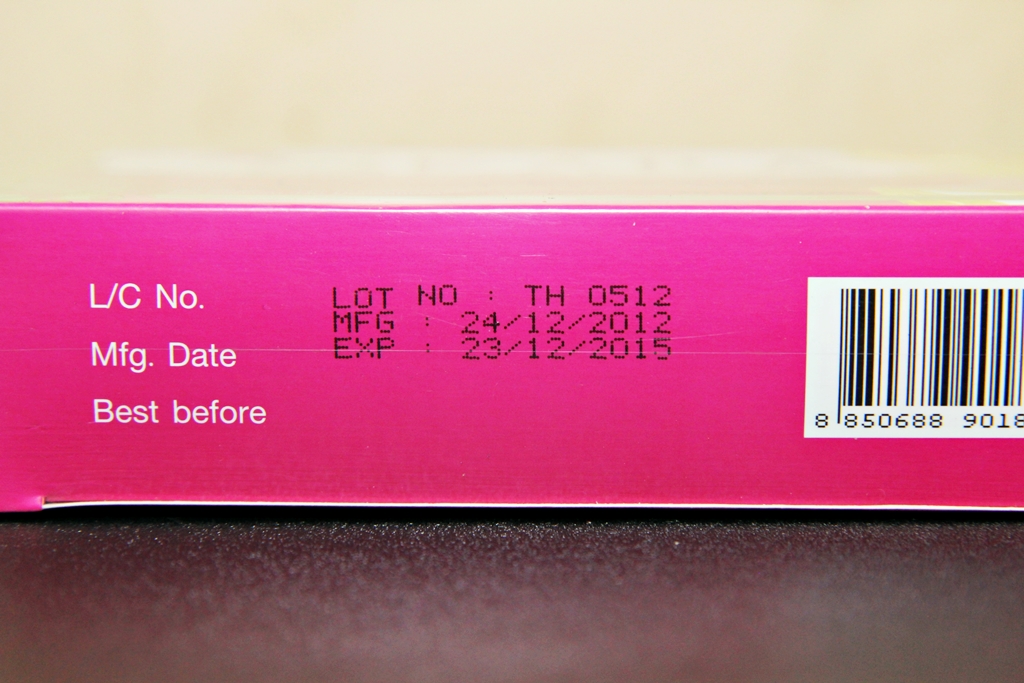 L/C No.
LOT NO : TH 0512
MFG : 24/12/2012
Mfg. Date
EXP : 23/12/2015
Best before
8 850688 9018